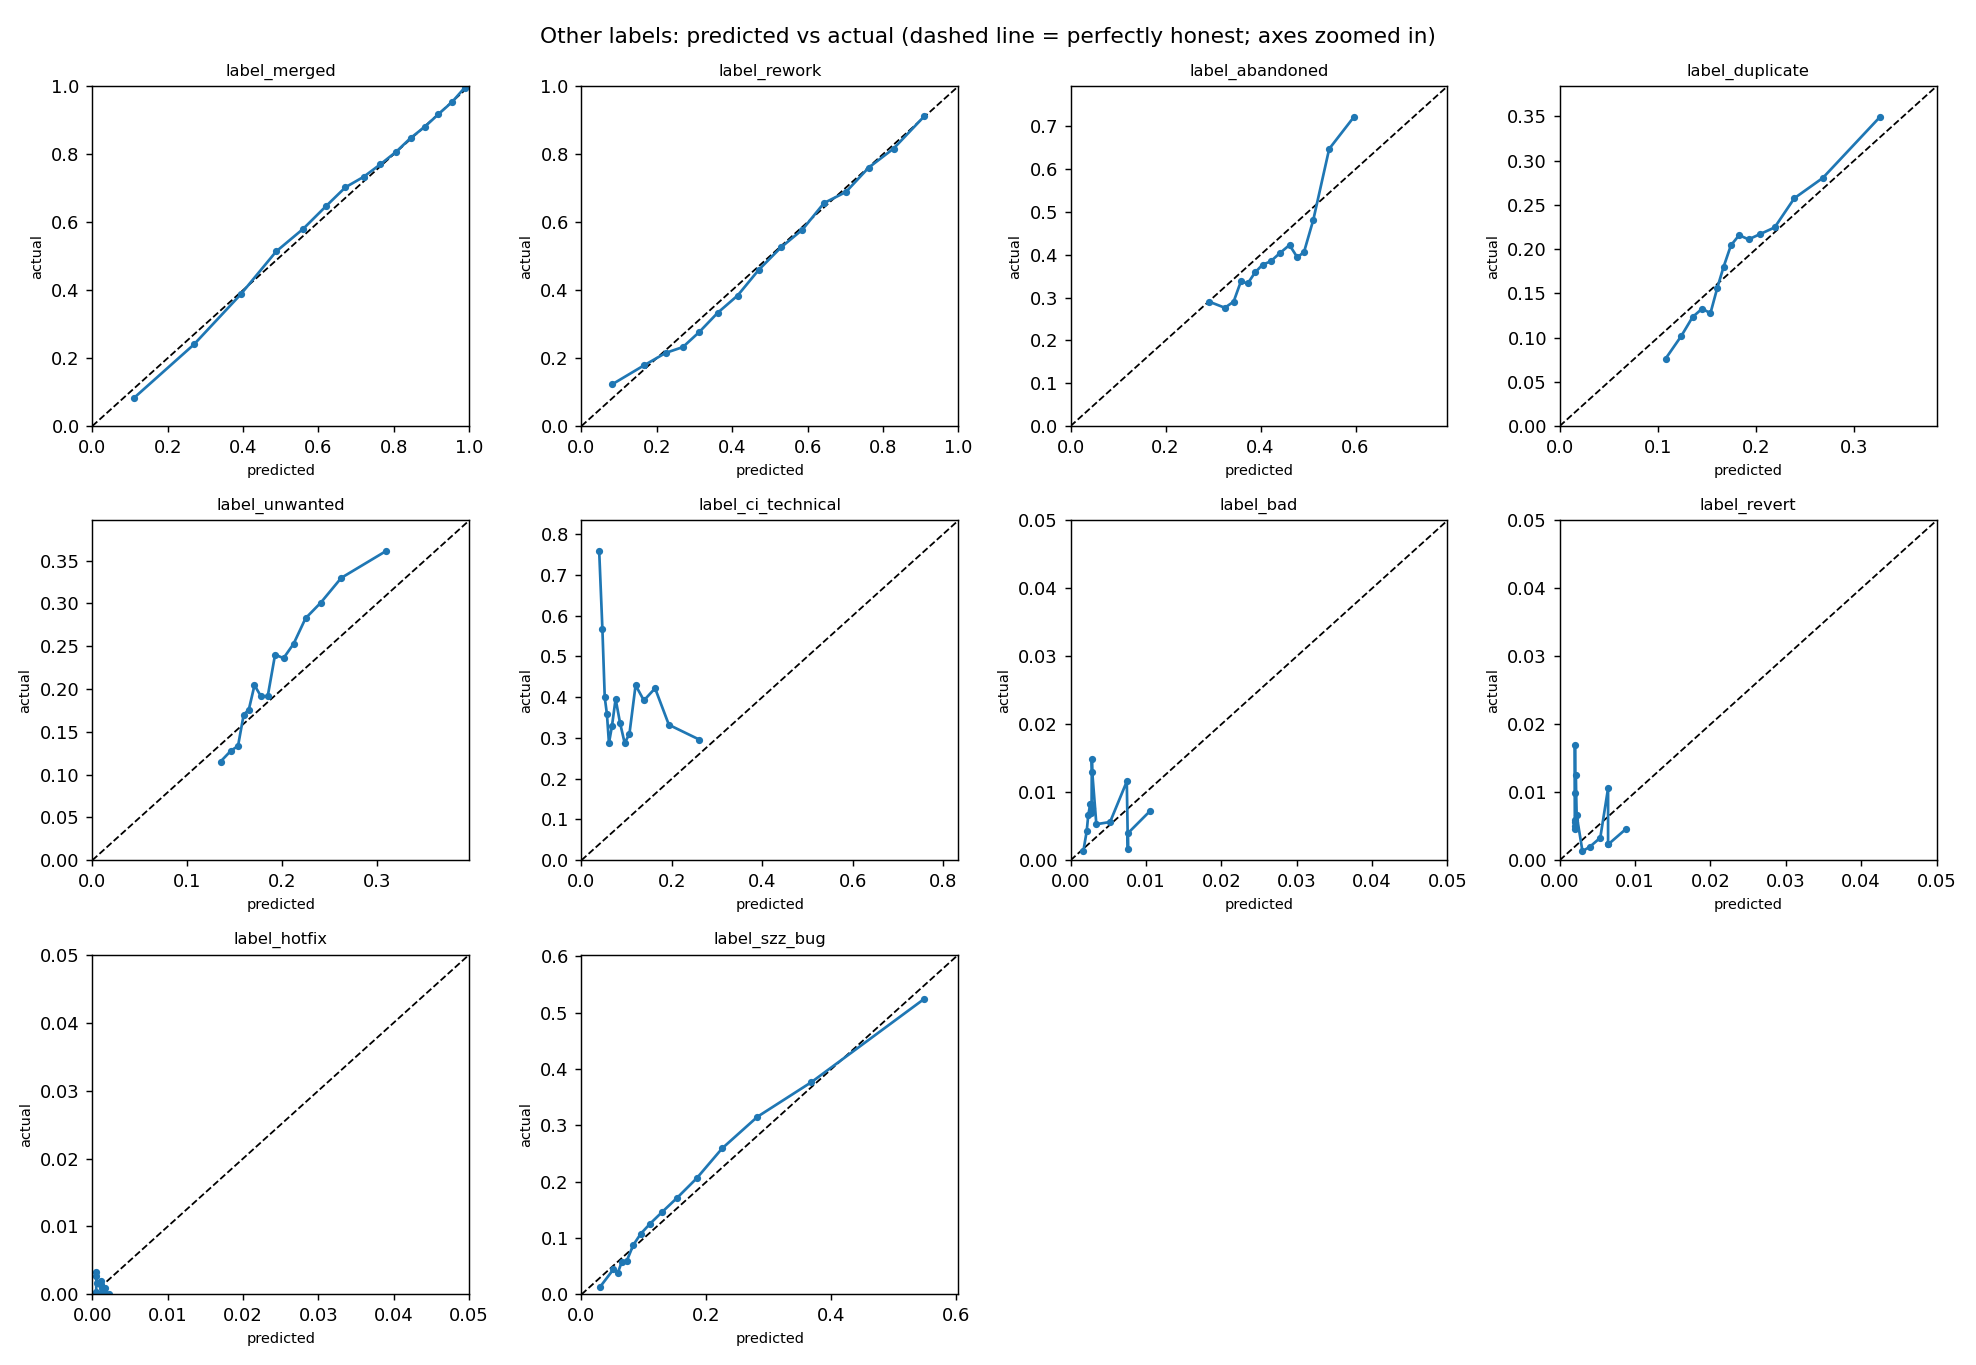 Other labels: predicted vs actual (dashed line = perfectly honest; axes zoomed in)
label_merged
1.0
0.8
0.6
0.4
0.2
0.0
actual
0.0 0.2 0.4 0.6 0.8 1.0
predicted
label_rework
1.0
0.8
0.6
0.4
0.2
0.0
actual
0.0 0.2 0.4 0.6 0.8 1.0
predicted
label_abandoned
0.7
0.6
0.5
0.4
0.3
0.2
0.1
0.0
actual
0.0 0.2 0.4 0.6
predicted
label_duplicate
0.35
0.30
0.25
0.20
0.15
0.10
0.05
0.00
actual
0.0 0.1 0.2 0.3
predicted
label_unwanted
0.35
0.30
0.25
0.20
0.15
0.10
0.05
0.00
actual
0.0 0.1 0.2 0.3
predicted
label_ci_technical
0.8
0.7
0.6
0.5
0.4
0.3
0.2
0.1
0.0
actual
0.0 0.2 0.4 0.6 0.8
predicted
label_bad
0.05
0.04
0.03
0.02
0.01
0.00
actual
0.00 0.01 0.02 0.03 0.04 0.05
predicted
label_revert
0.05
0.04
0.03
0.02
0.01
0.00
actual
0.00 0.01 0.02 0.03 0.04 0.05
predicted
label_hotfix
0.05
0.04
0.03
0.02
0.01
0.00
actual
0.00 0.01 0.02 0.03 0.04 0.05
predicted
label_szz_bug
0.6
0.5
0.4
0.3
0.2
0.1
0.0
actual
0.0 0.2 0.4 0.6
predicted